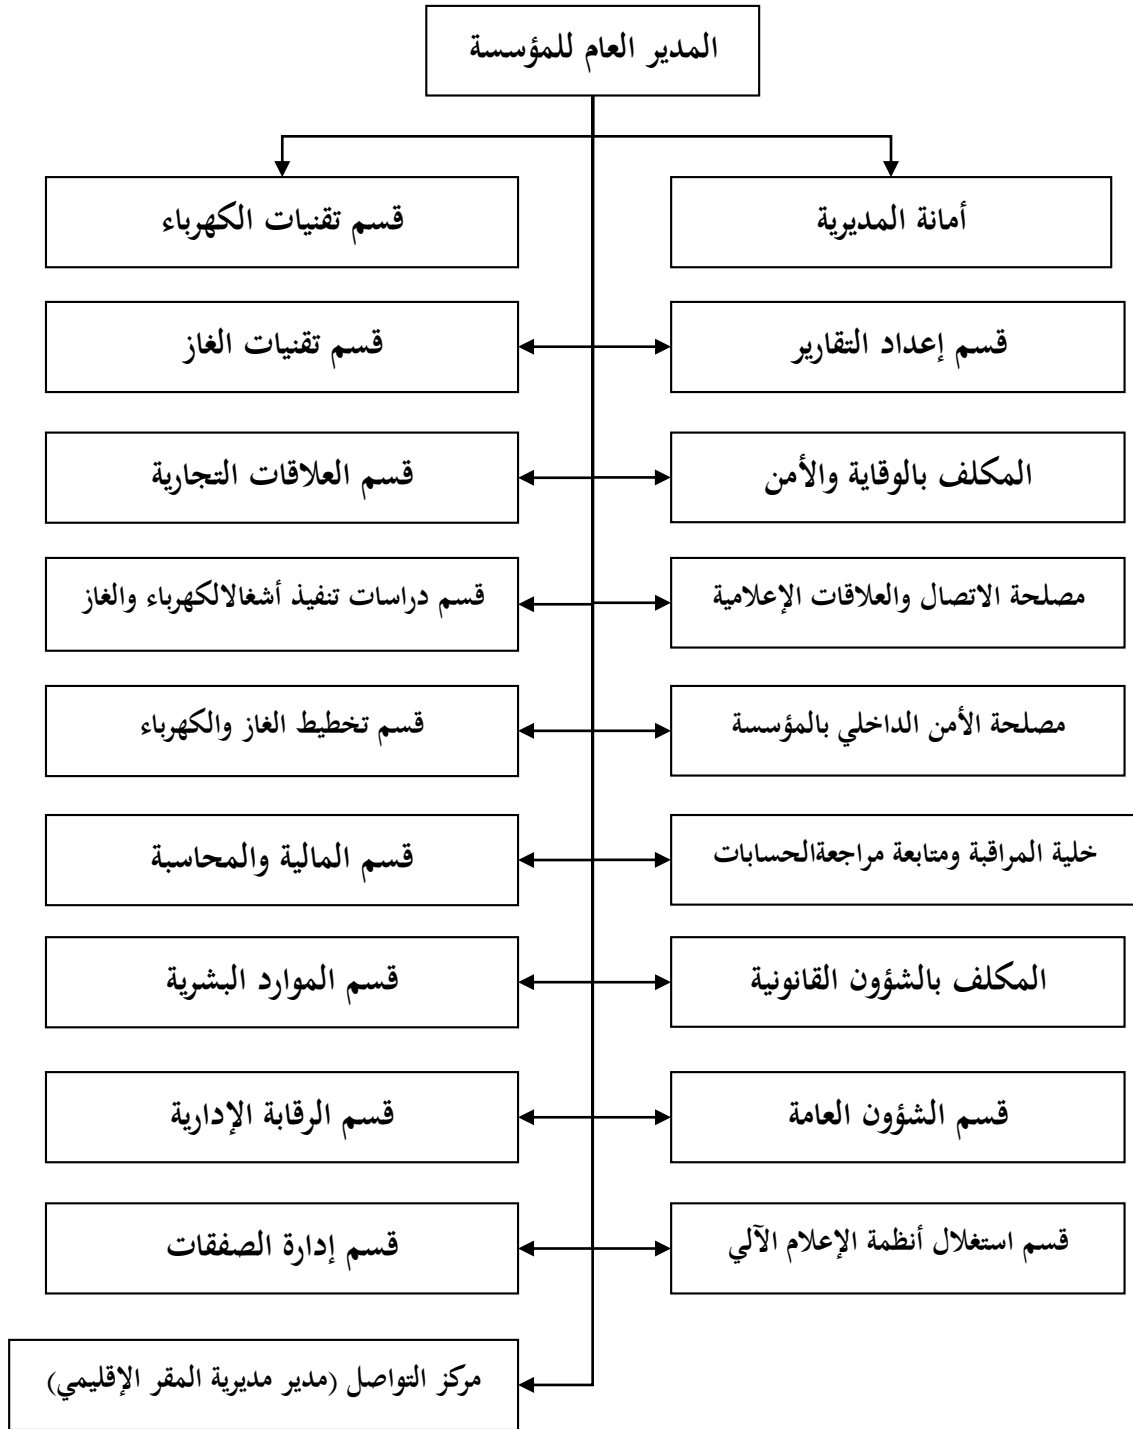 المدير العام للمؤسسة
أمانة المديرية
قسم تقنيات الكهرباء
قسم إعداد التقارير
قسم تقنيات الغاز
المكلف بالوقاية والأمن
قسم العلاقات التجارية
مصلحة الاتصال والعلاقات الإعلامية
قسم دراسات تنفيذ أشغالالكهرباء والغاز
مصلحة الأمن الداخلي بالمؤسسة
قسم تخطيط الغاز والكهرباء
خلية المراقبة ومتابعة مراجعةالحسابات
قسم المالية والمحاسبة
المكلف بالشؤون القانونية
قسم الموارد البشرية
قسم الشؤون العامة
قسم الرقابة الإدارية
قسم استغلال أنظمة الإعلام الآلي
قسم إدارة الصفقات
مركز التواصل (مدير مديرية المقر الإقليمي)